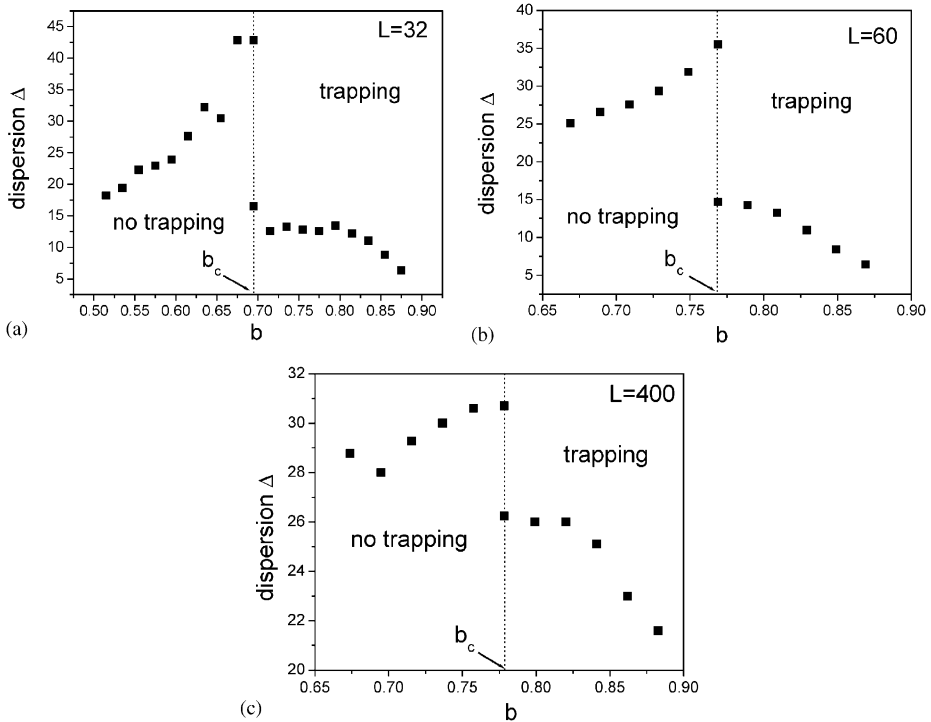 L=32
45
40
35
30
25
20
15
10
5
dispersion Δ
trapping
no trapping
bc
0.50 0.55 0.60 0.65 0.70 0.75 0.80 0.85 0.90
b
(a)
L=60
40
35
30
25
20
15
10
5
dispersion Δ
trapping
no trapping
bc
0.65 0.70 0.75 0.80 0.85 0.90
b
(b)
L=400
32
30
28
26
24
22
20
dispersion Δ
trapping
no trapping
bc
0.65 0.70 0.75 0.80 0.85 0.90
b
(c)